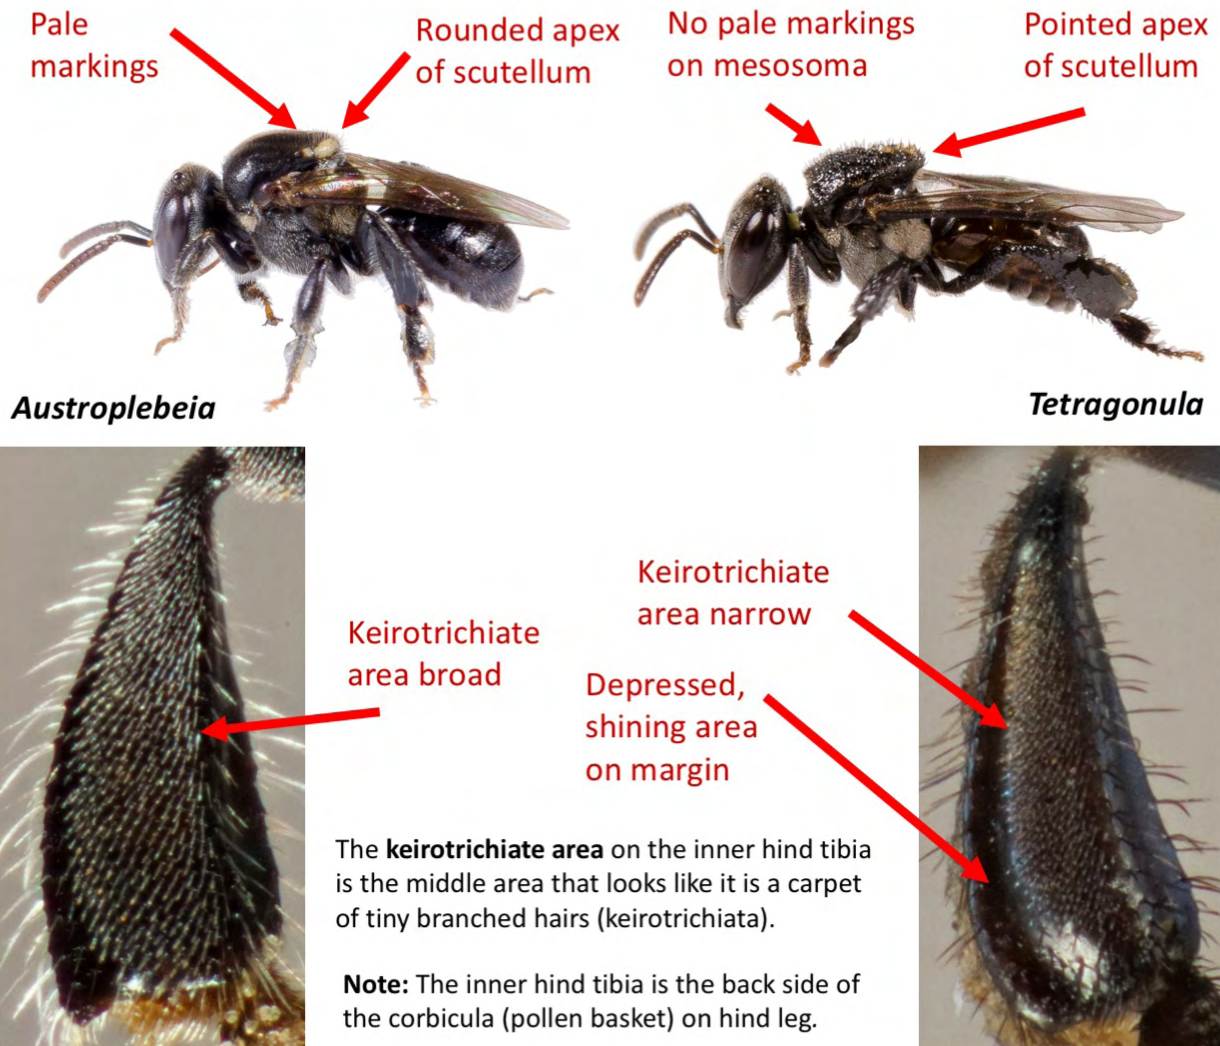 Pale
markings
Rounded apex
of scutellum
No pale markings
on mesosoma
Pointed apex
of scutellum
Austroplebeia
Tetragonula
Keirotrichiate
area broad
Keirotrichiate
area narrow
Depressed,
shining area
on margin
The keirotrichiate area on the inner hind tibia
is the middle area that looks like it is a carpet
of tiny branched hairs (keirotrichiata).
Note: The inner hind tibia is the back side of
the corbicula (pollen basket) on hind leg.